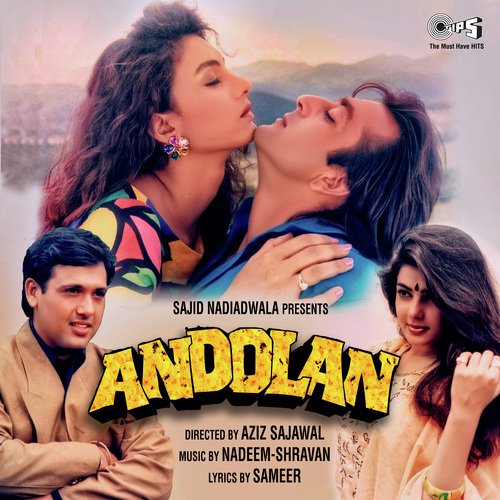 TIPS
The Must Have HITS
SAJID NADIADWALA PRESENTS
ANDOLAN
DIRECTED BY AZIZ SAJAWAL
MUSIC BY NADEEM-SHRAVAN
LYRICS BY SAMEER